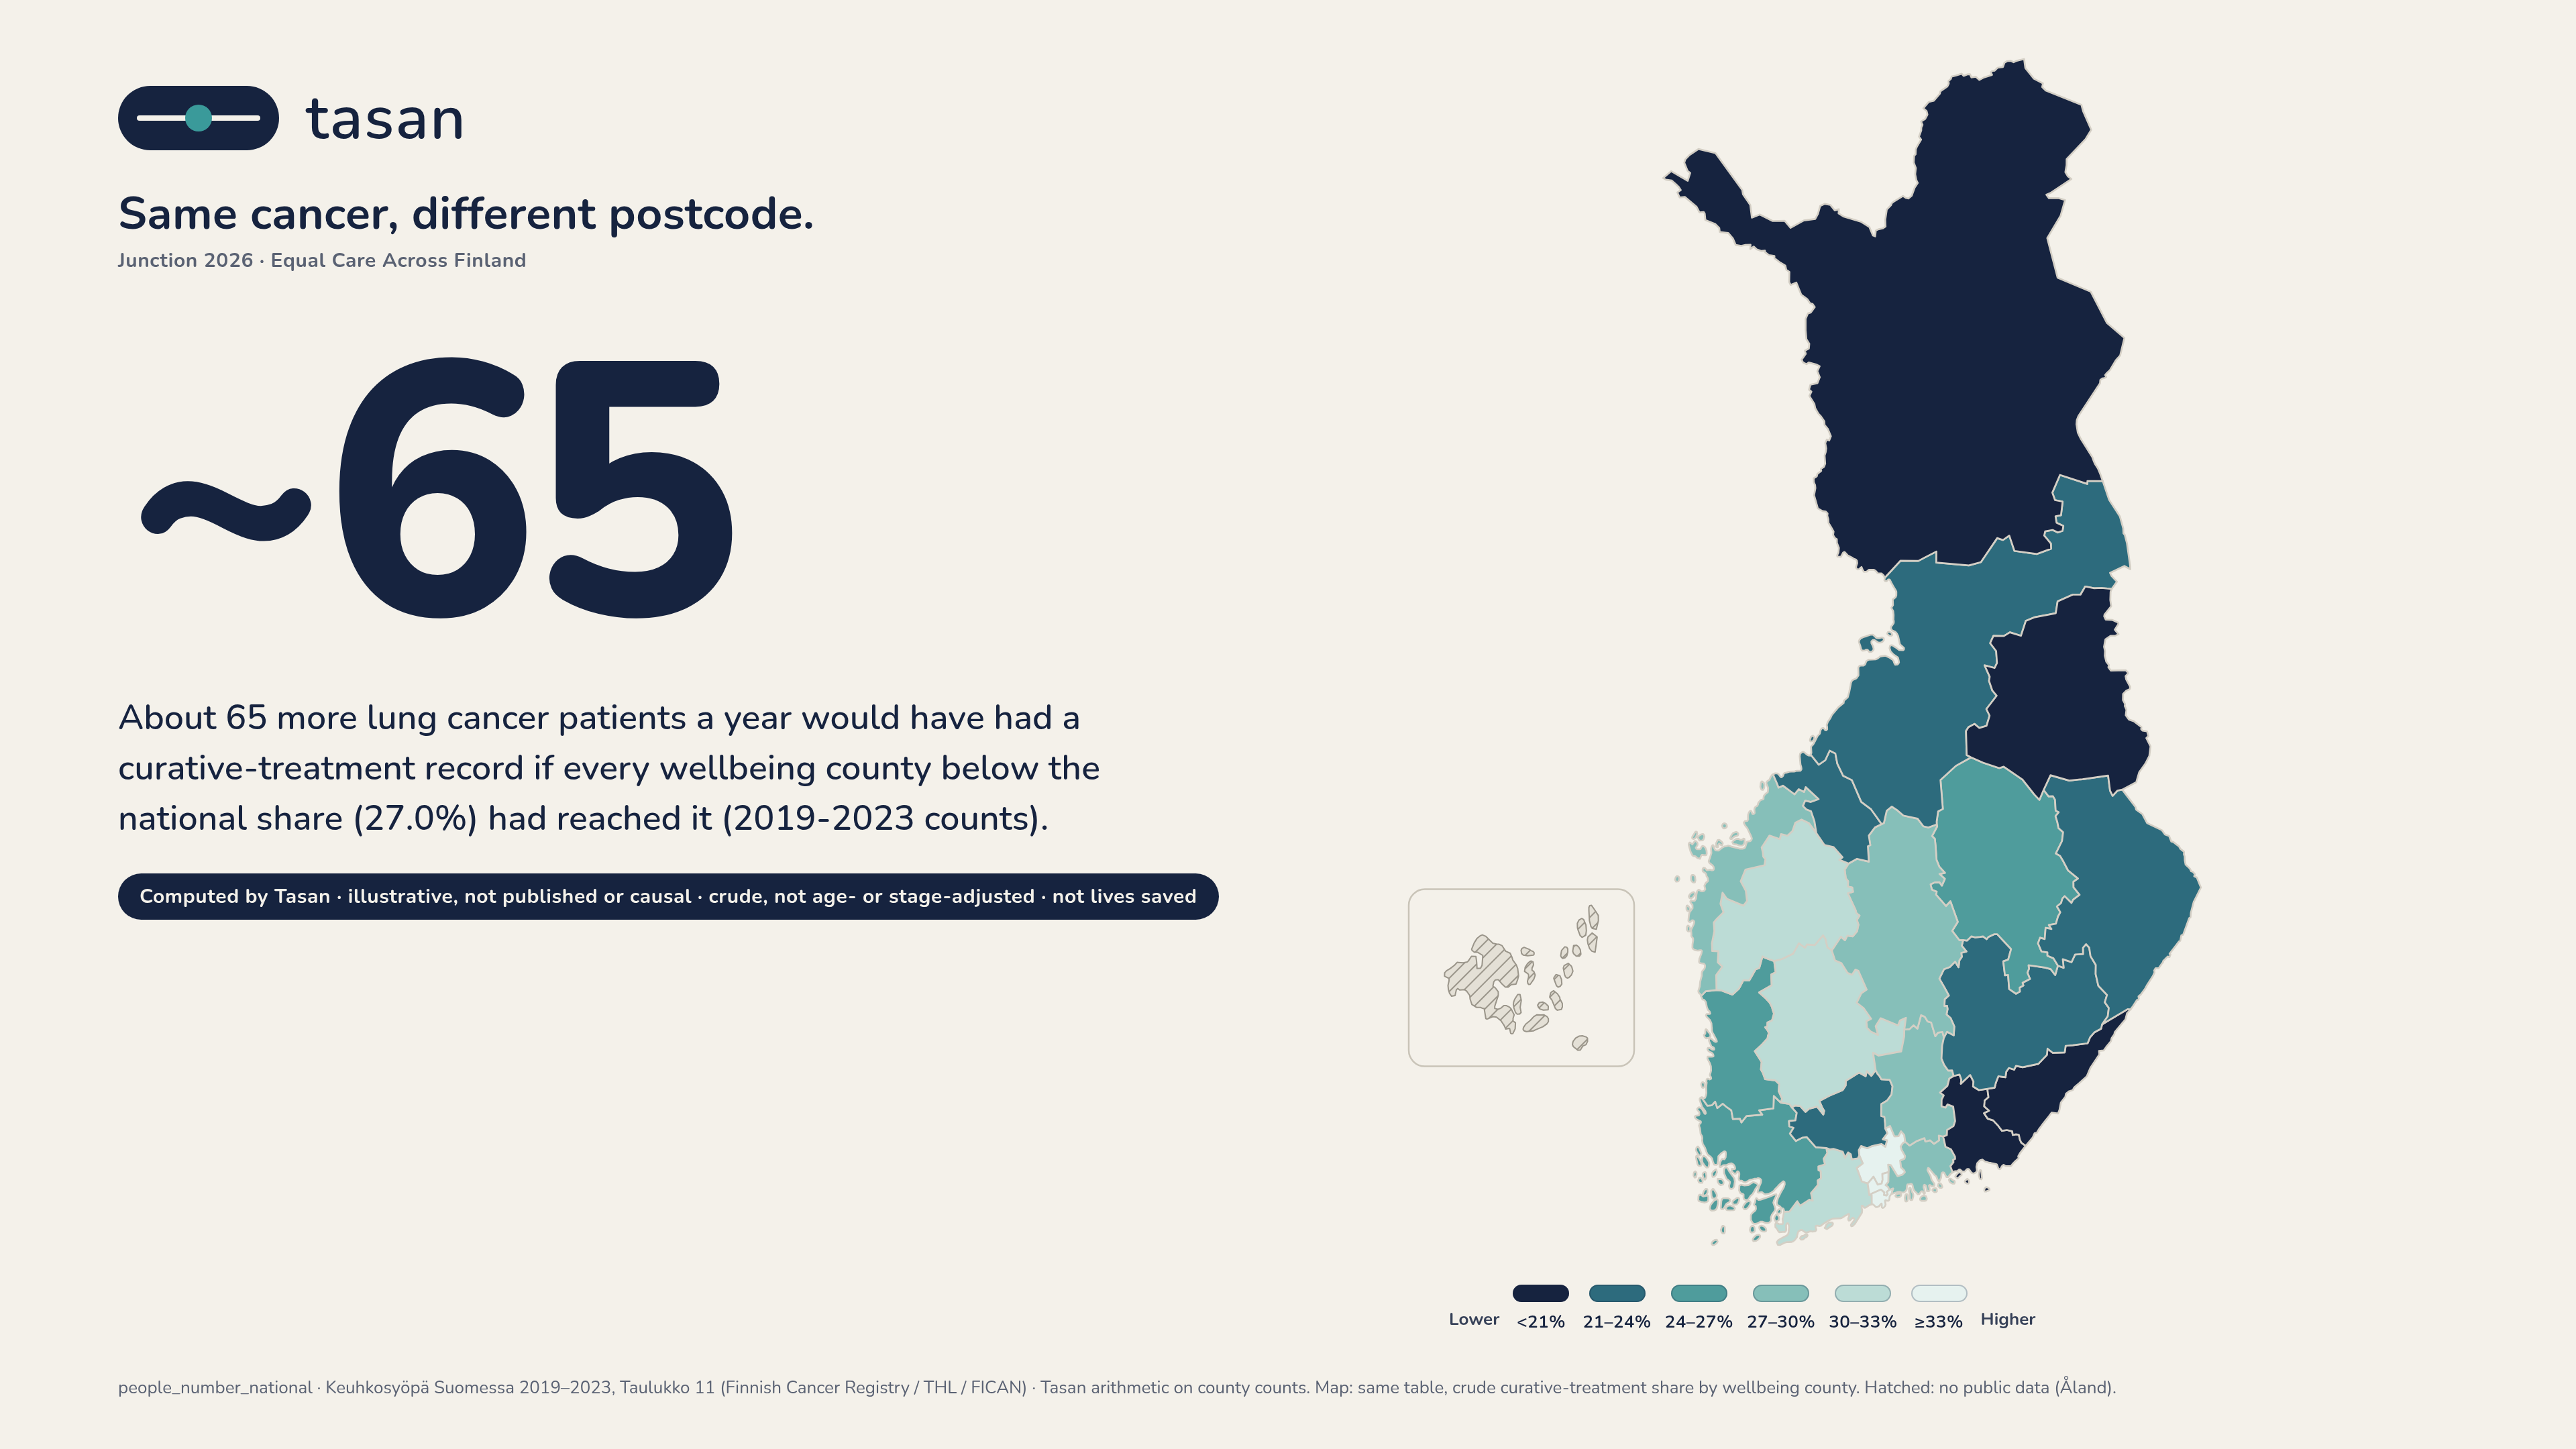 tasan
Same cancer, different postcode.
Junction 2026 · Equal Care Across Finland
~65
About 65 more lung cancer patients a year would have had a
curative-treatment record if every wellbeing county below the
national share (27.0%) had reached it (2019-2023 counts).
Computed by Tasan · illustrative, not published or causal · crude, not age- or stage-adjusted · not lives saved
Lower <21% 21–24% 24–27% 27–30% 30–33% ≥33% Higher
people_number_national · Keuhkosyöpä Suomessa 2019–2023, Taulukko 11 (Finnish Cancer Registry / THL / FICAN) · Tasan arithmetic on county counts. Map: same table, crude curative-treatment share by wellbeing county. Hatched: no public data (Åland).